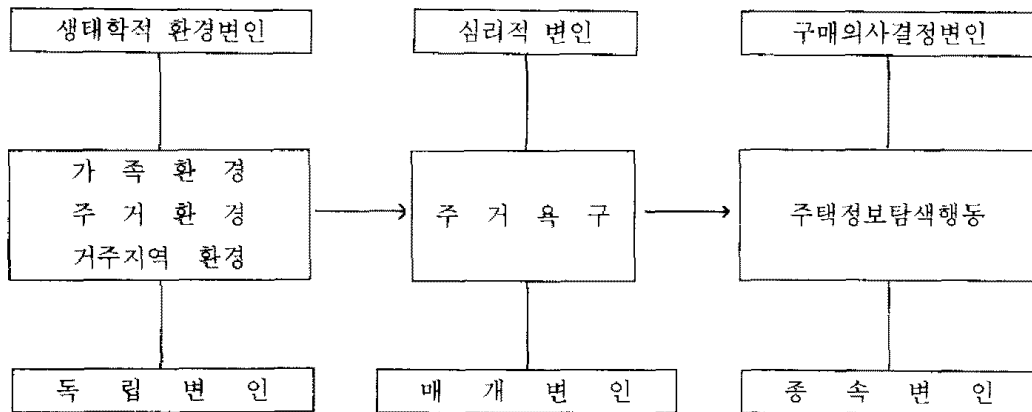 생태학적 환경변인
심리적 변인
구매의사결정변인
가 족 환 경
주 거 환 경
거주지역 환경
주 거 욕 구
주택정보탐색행동
독 립 변 인
매 개 변 인
종 속 변 인